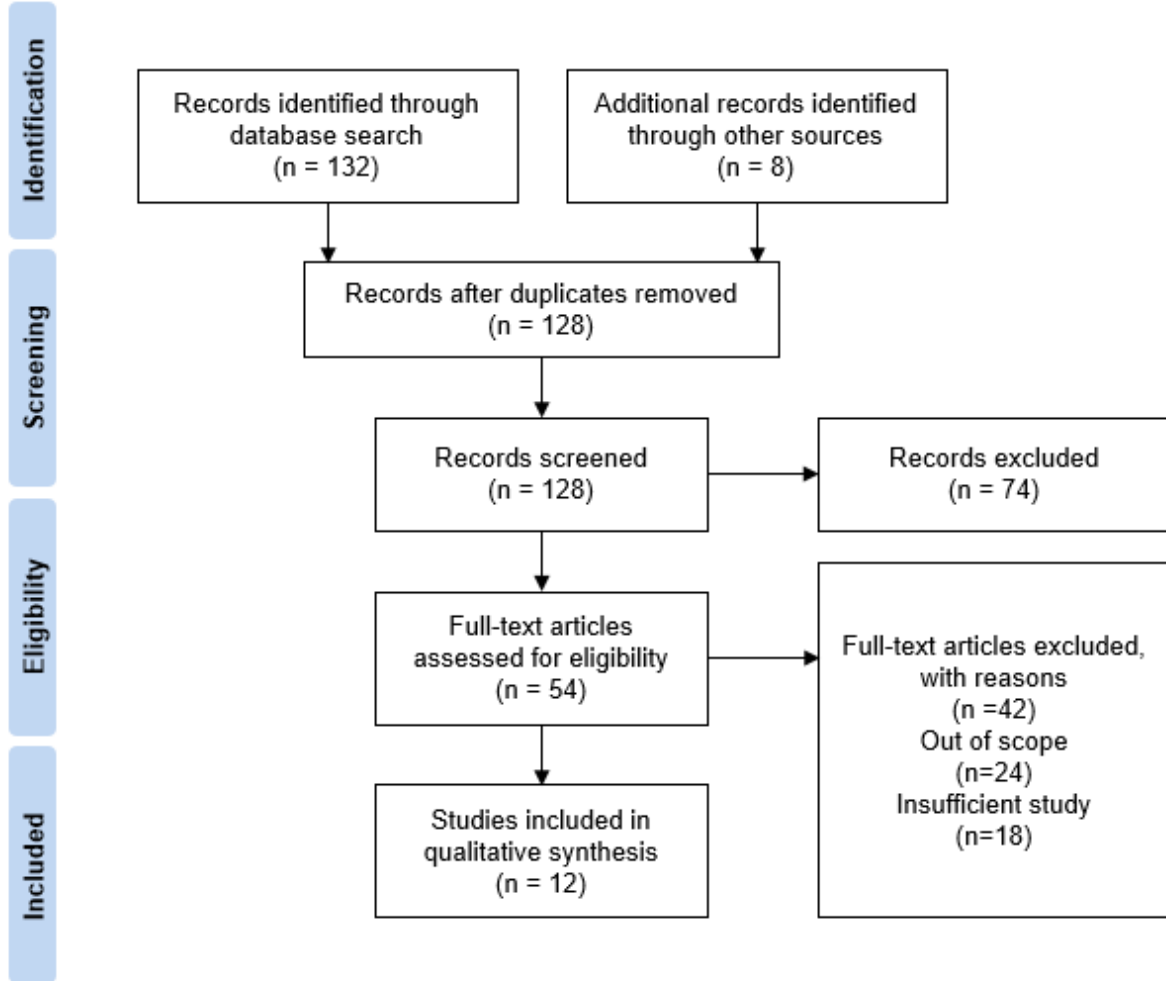 Identification
Records identified through
database search
(n = 132)
Additional records identified
through other sources
(n = 8)
Screening
Records after duplicates removed
(n = 128)
Records screened
(n = 128)
Records excluded
(n = 74)
Eligibility
Full-text articles
assessed for eligibility
(n = 54)
Full-text articles excluded,
with reasons
(n =42)
Out of scope
(n=24)
Insufficient study
(n=18)
Included
Studies included in
qualitative synthesis
(n = 12)